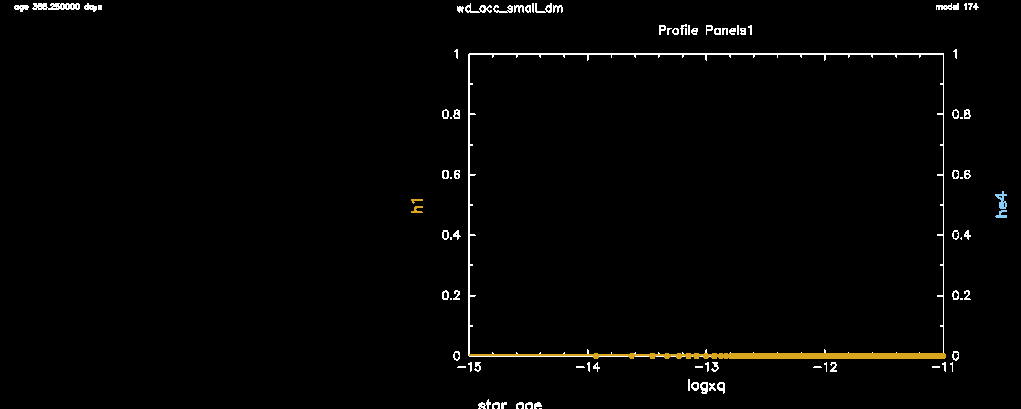 age 365.250000 days wd_acc_small_dm model 174
Profile Panels1
1 1
0.8 0.8
0.6 0.6
h1 he4
0.4 0.4
0.2 0.2
0 0
-15 -14 -13 -12 -11
logxq
star_age